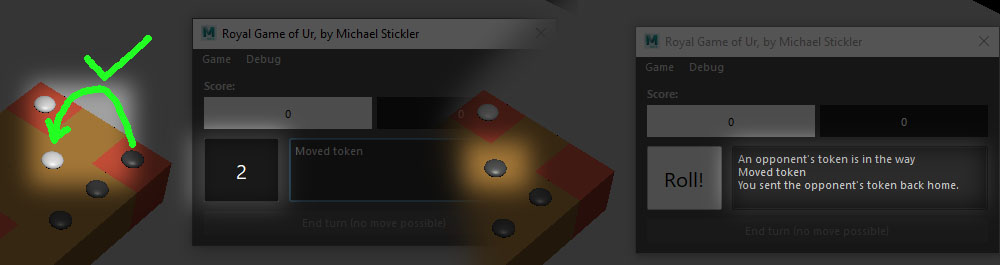 Royal Game of Ur, by Michael Stickler
Game Debug
Score:
0 0
2
Moved token
End turn (no move possible)
Royal Game of Ur, by Michael Stickler
Game Debug
Score:
0 0
Roll!
An opponent's token is in the way
Moved token
You sent the opponent's token back home.
End turn (no move possible)